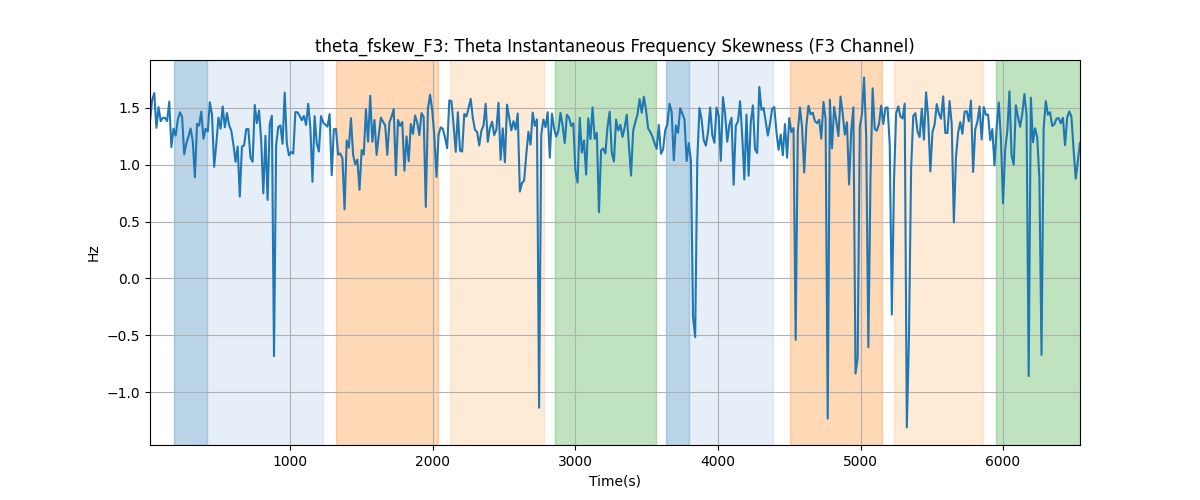 theta_fskew_F3: Theta Instantaneous Frequency Skewness (F3 Channel)
Hz
1.5
1.0
0.5
0.0
−0.5
−1.0
1000 2000 3000 4000 5000 6000
Time(s)